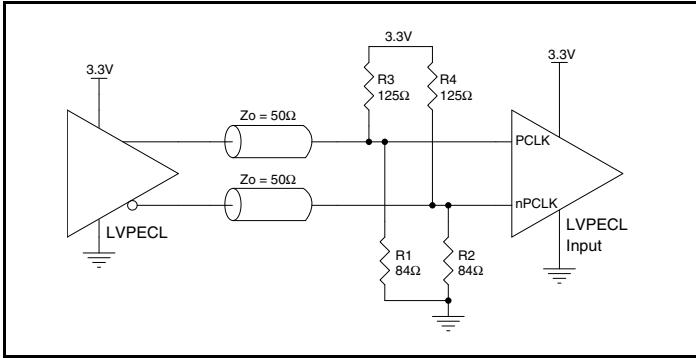 3.3V
3.3V
3.3V
R3
125Ω
R4
125Ω
Zo = 50Ω
PCLK
Zo = 50Ω
nPCLK
LVPECL
LVPECL
Input
R1
84Ω
R2
84Ω